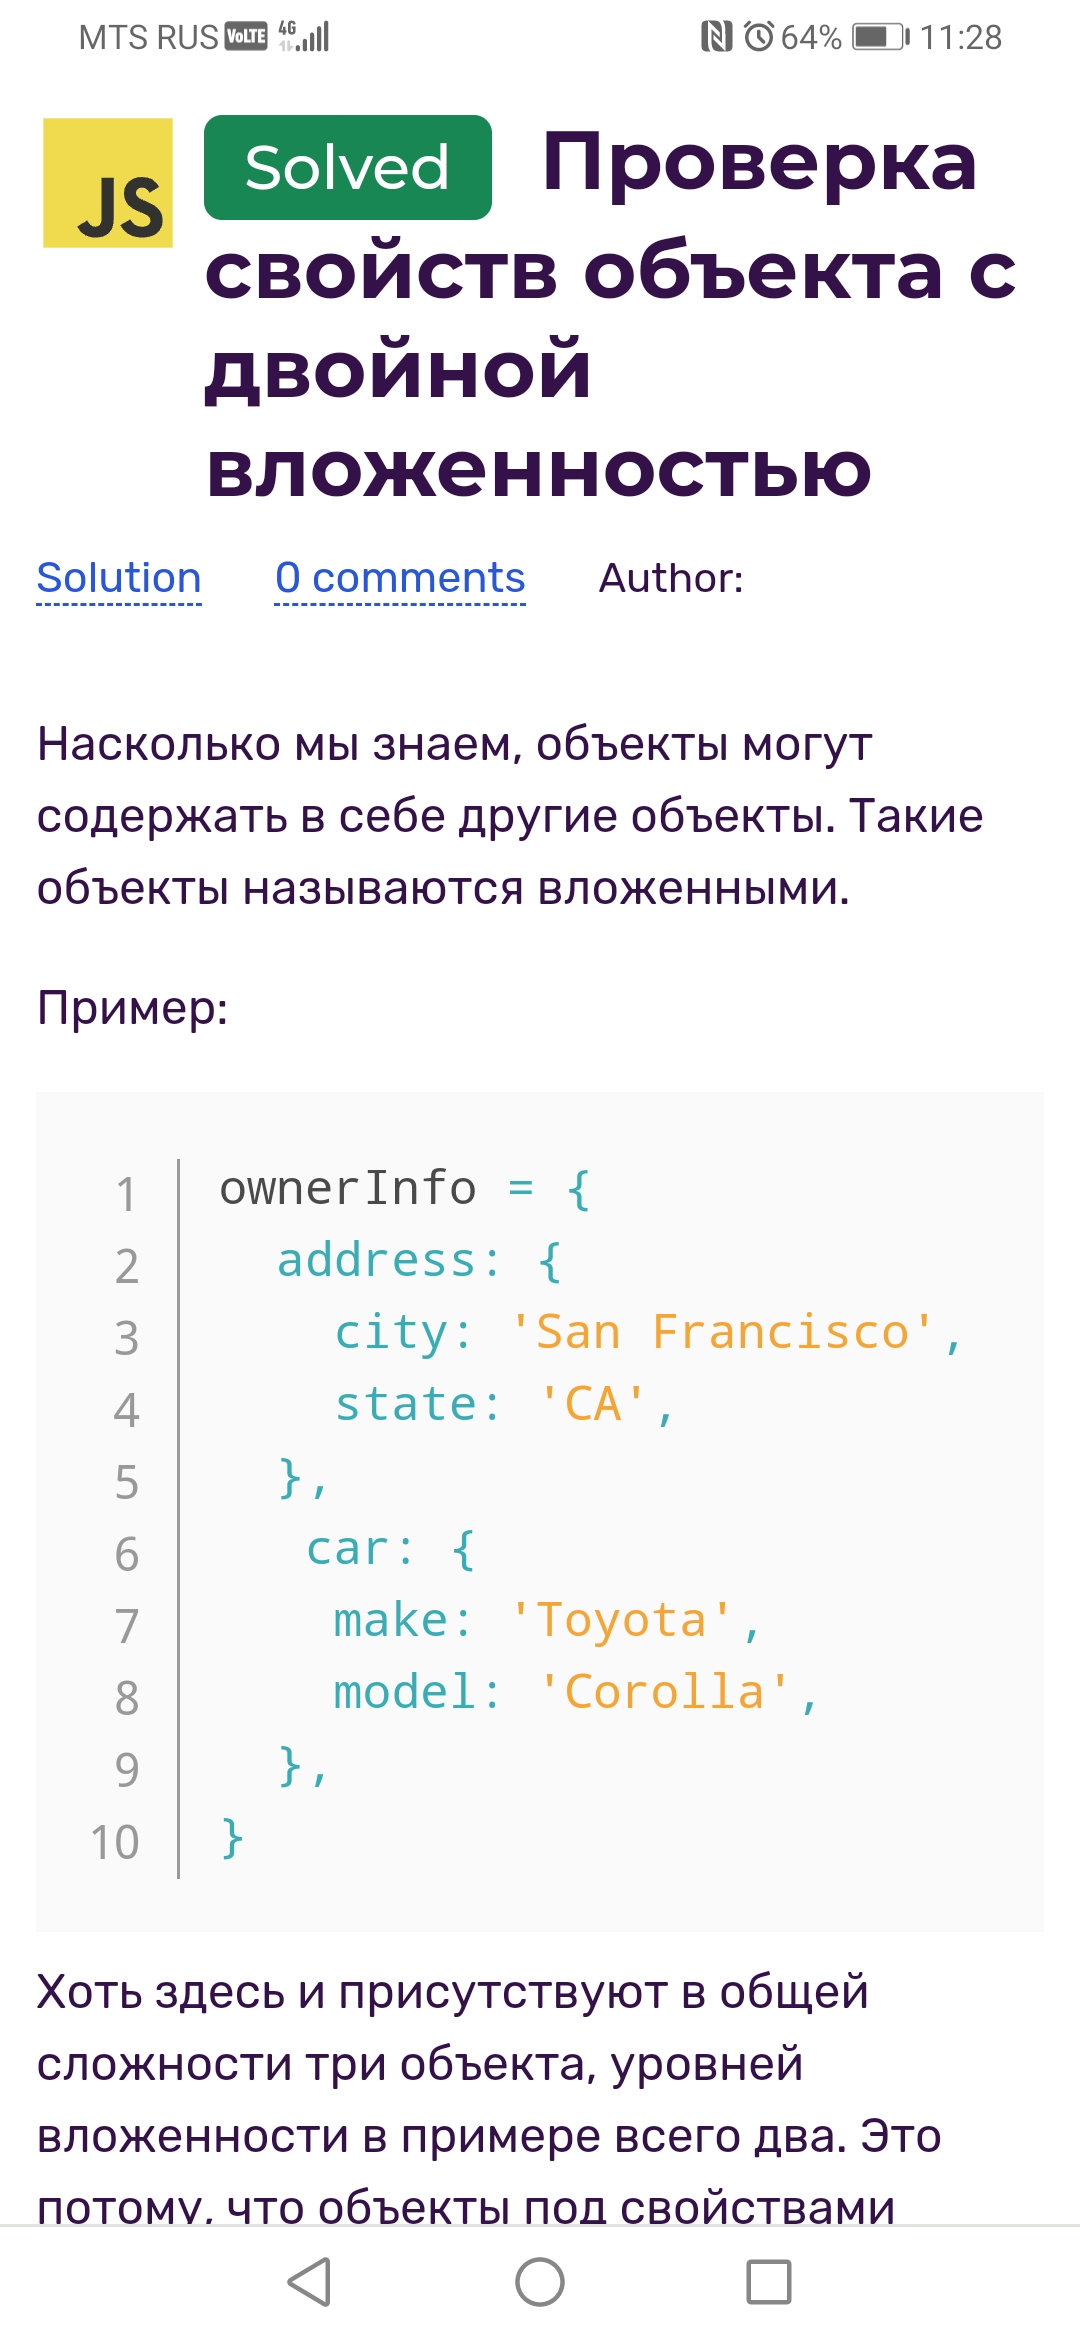 MTS RUS VoLTE 4G 64% 11:28
JS Solved Проверка
свойств объекта с
двойной
вложенностью
Solution 0 comments Author:
Насколько мы знаем, объекты могут
содержать в себе другие объекты. Такие
объекты называются вложенными.
Пример:
1 ownerInfo = {
2 address: {
3 city: 'San Francisco',
4 state: 'CA',
5 },
6 car: {
7 make: 'Toyota',
8 model: 'Corolla',
9 },
10 }
Хоть здесь и присутствуют в общей
сложности три объекта, уровней
вложенности в примере всего два. Это
потому, что объекты под свойствами